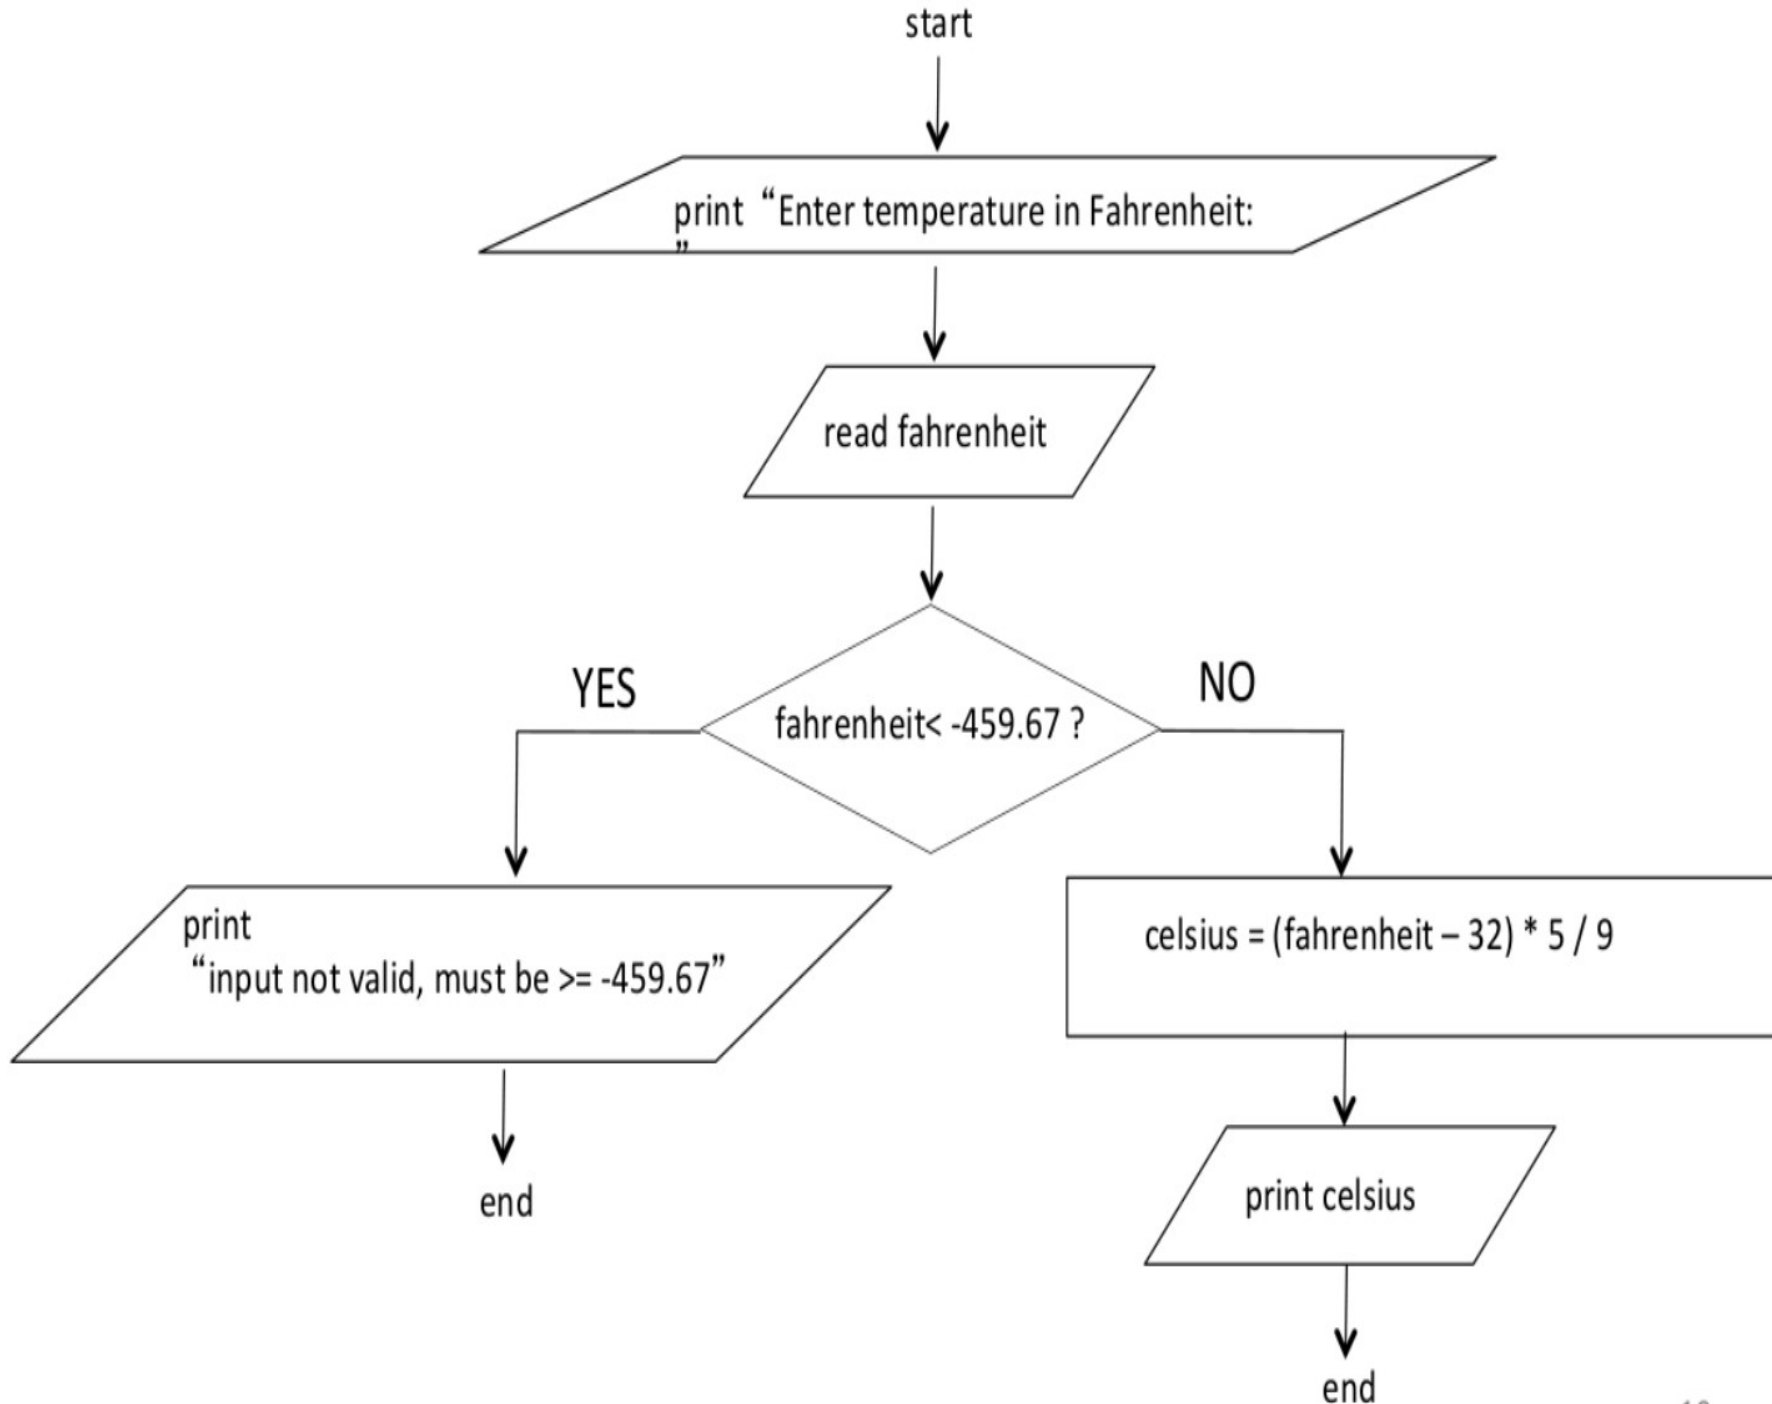 start
print “Enter temperature in Fahrenheit:
”
read fahrenheit
YES
NO
fahrenheit< -459.67 ?
print
“input not valid, must be >= -459.67”
celsius = (fahrenheit – 32) * 5 / 9
print celsius
end
end